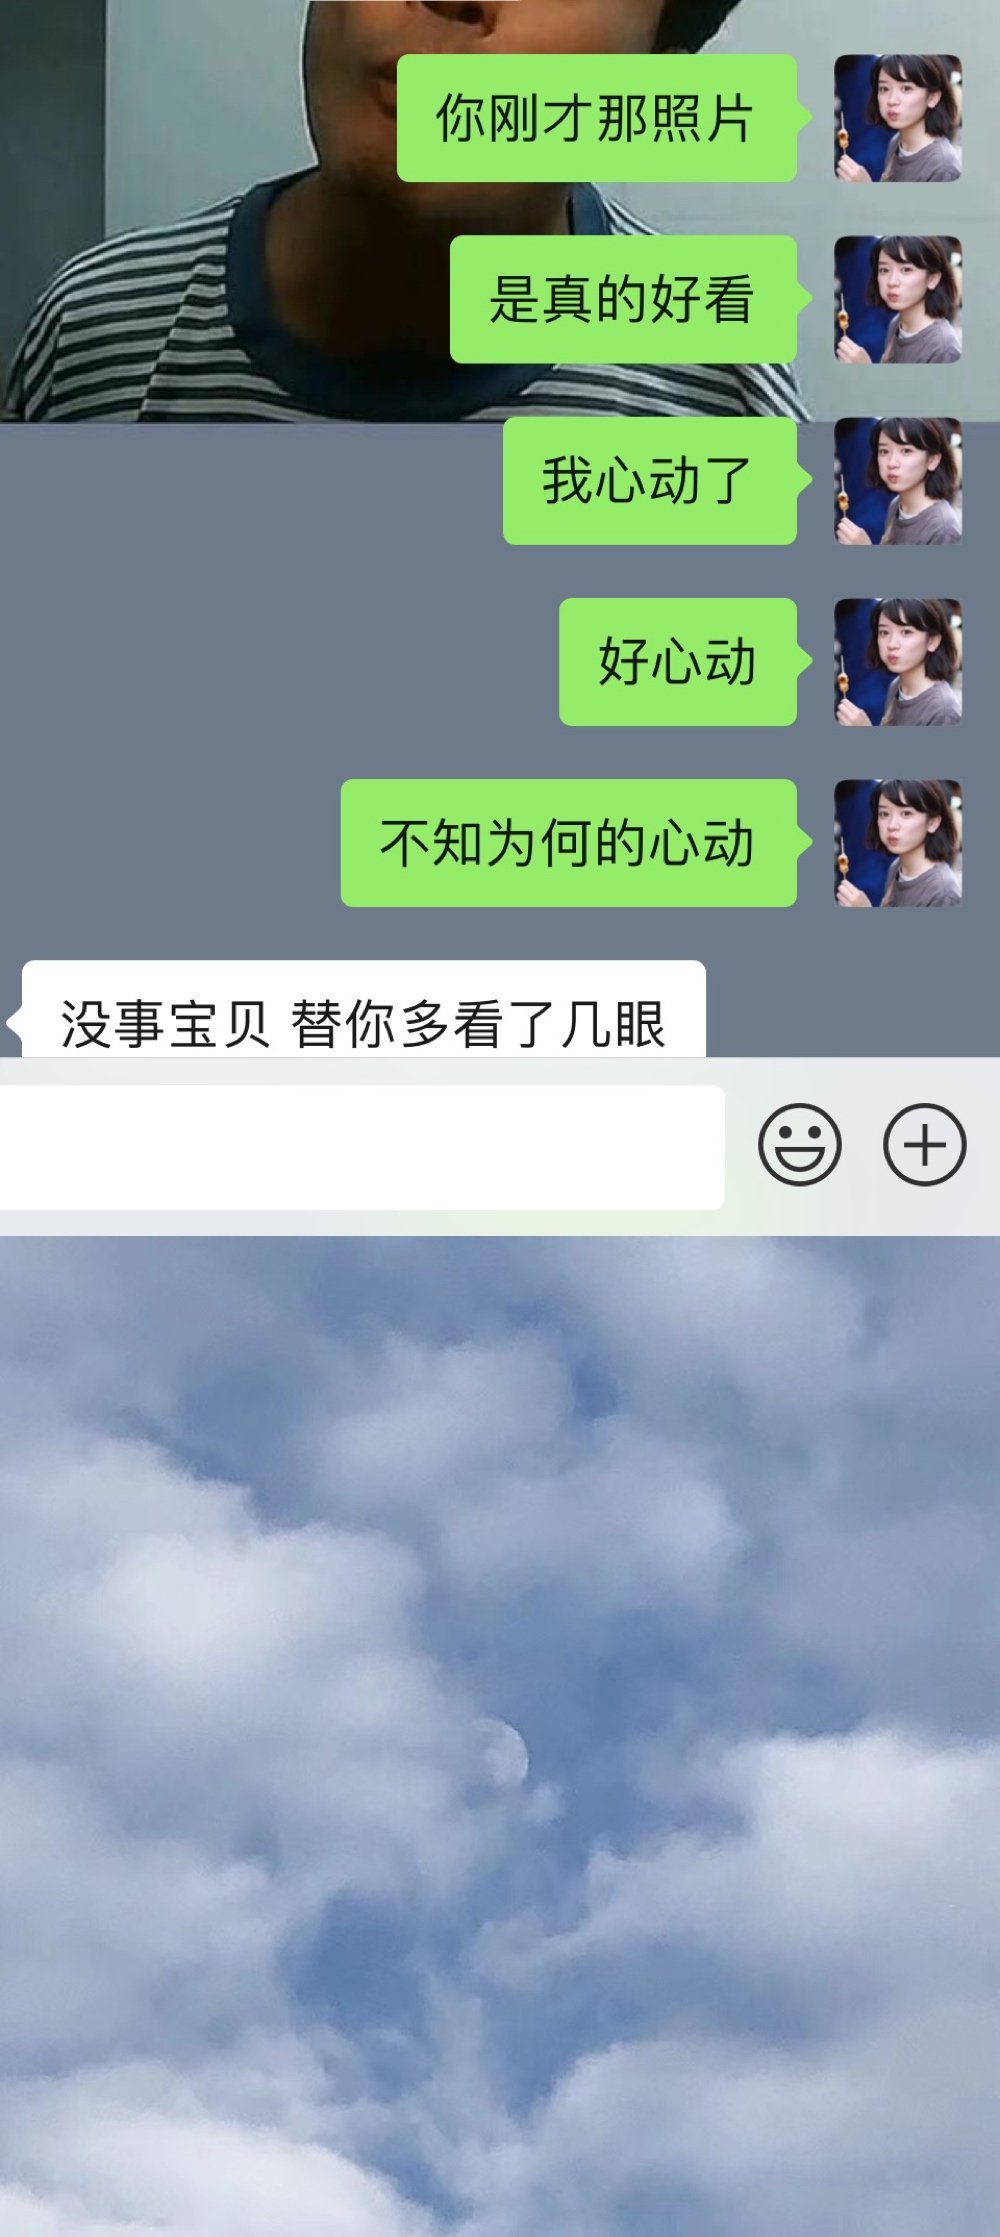 你刚才那照片
是真的好看
我心动了
好心动
不知为何的心动
没事宝贝 替你多看了几眼